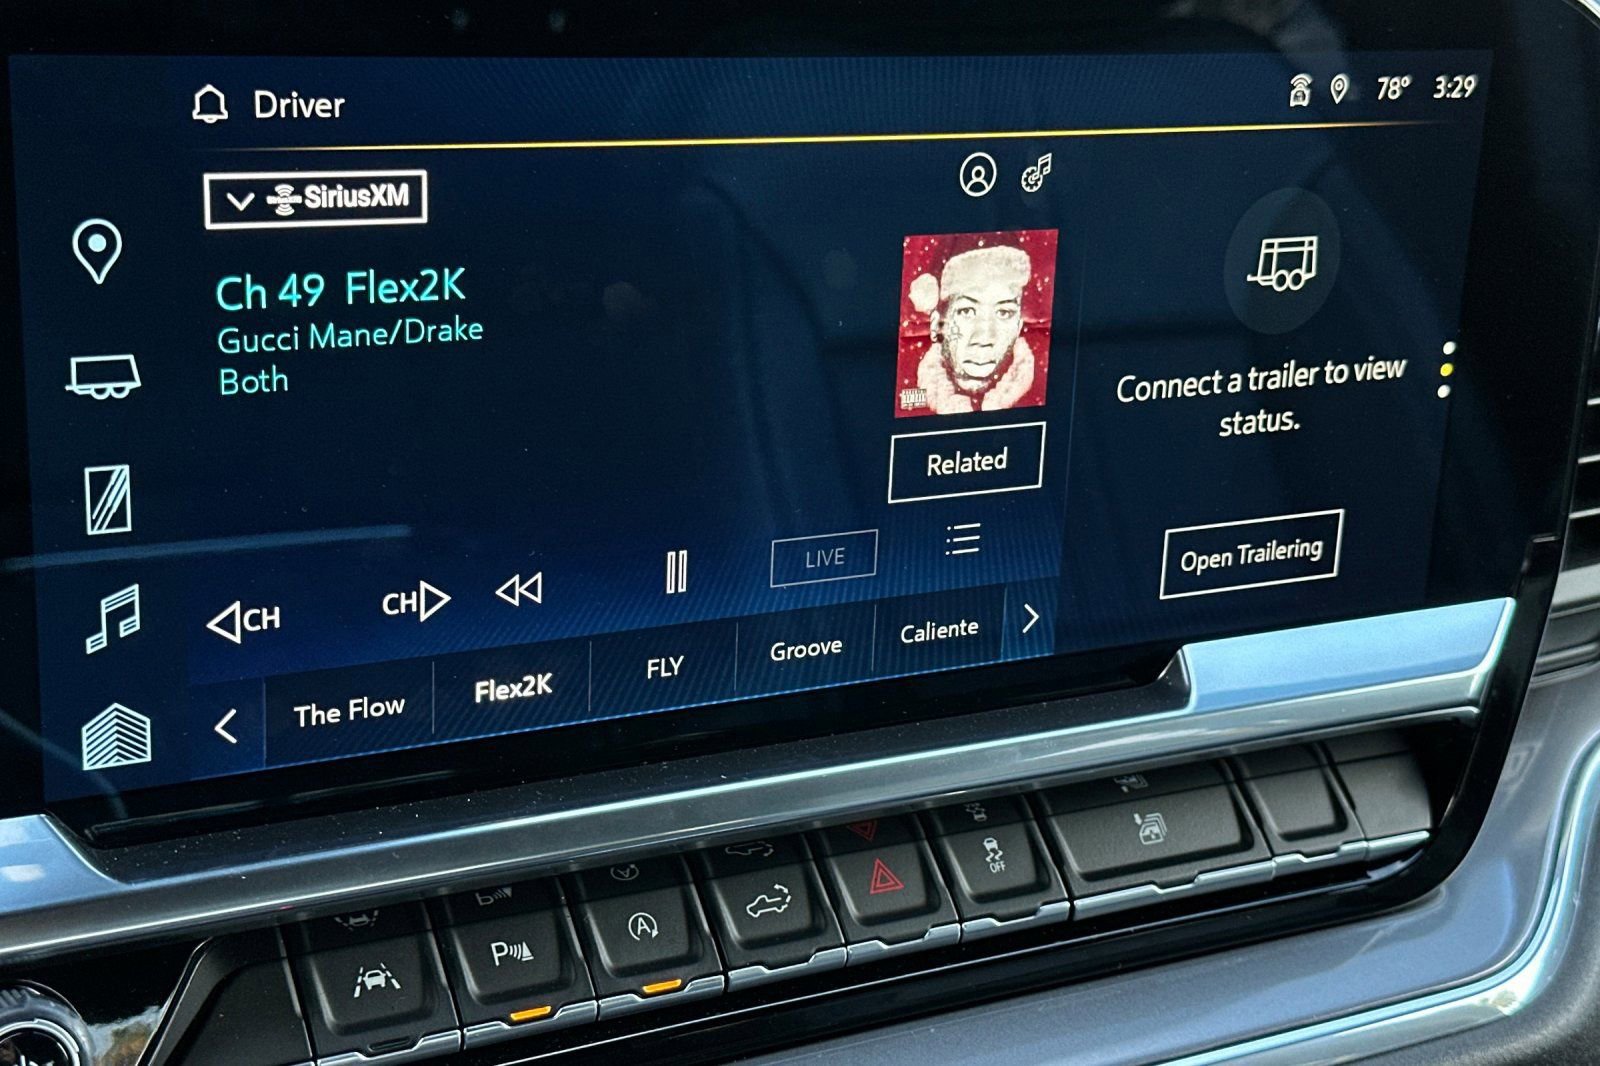 Driver
78° 3:29
SiriusXM
Ch 49 Flex2K
Gucci Mane/Drake
Both
Related
Connect a trailer to view
status.
Open Trailering
CH
CH
LIVE
The Flow
Flex2K
FLY
Groove
Caliente
P
A
OFF